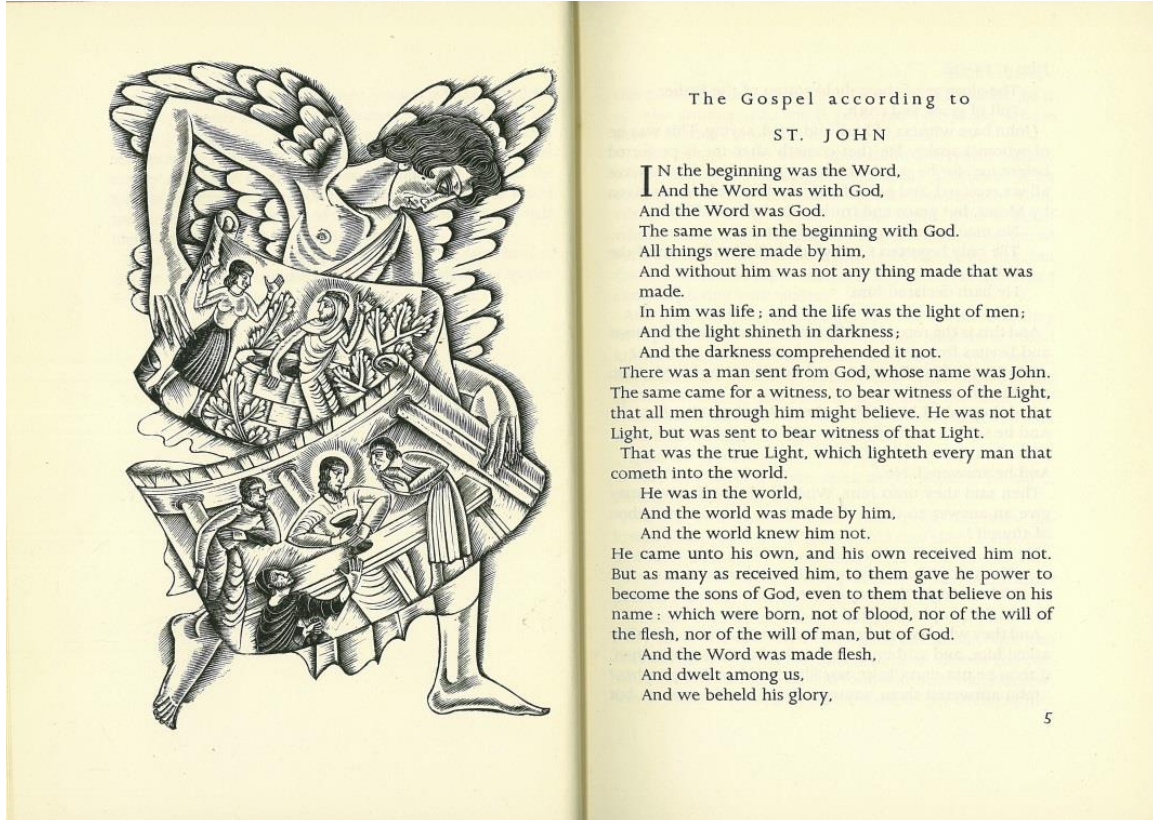 The Gospel according to
ST. JOHN
IN the beginning was the Word,
And the Word was with God,
And the Word was God.
The same was in the beginning with God.
All things were made by him,
And without him was not any thing made that was
made.
In him was life; and the life was the light of men;
And the light shineth in darkness;
And the darkness comprehended it not.
There was a man sent from God, whose name was John.
The same came for a witness, to bear witness of the Light,
that all men through him might believe. He was not that
Light, but was sent to bear witness of that Light.
That was the true Light, which lighteth every man that
cometh into the world.
He was in the world,
And the world was made by him,
And the world knew him not.
He came unto his own, and his own received him not.
But as many as received him, to them gave he power to
become the sons of God, even to them that believe on his
name: which were born, not of blood, nor of the will of
the flesh, nor of the will of man, but of God.
And the Word was made flesh,
And dwelt among us,
And we beheld his glory,
5